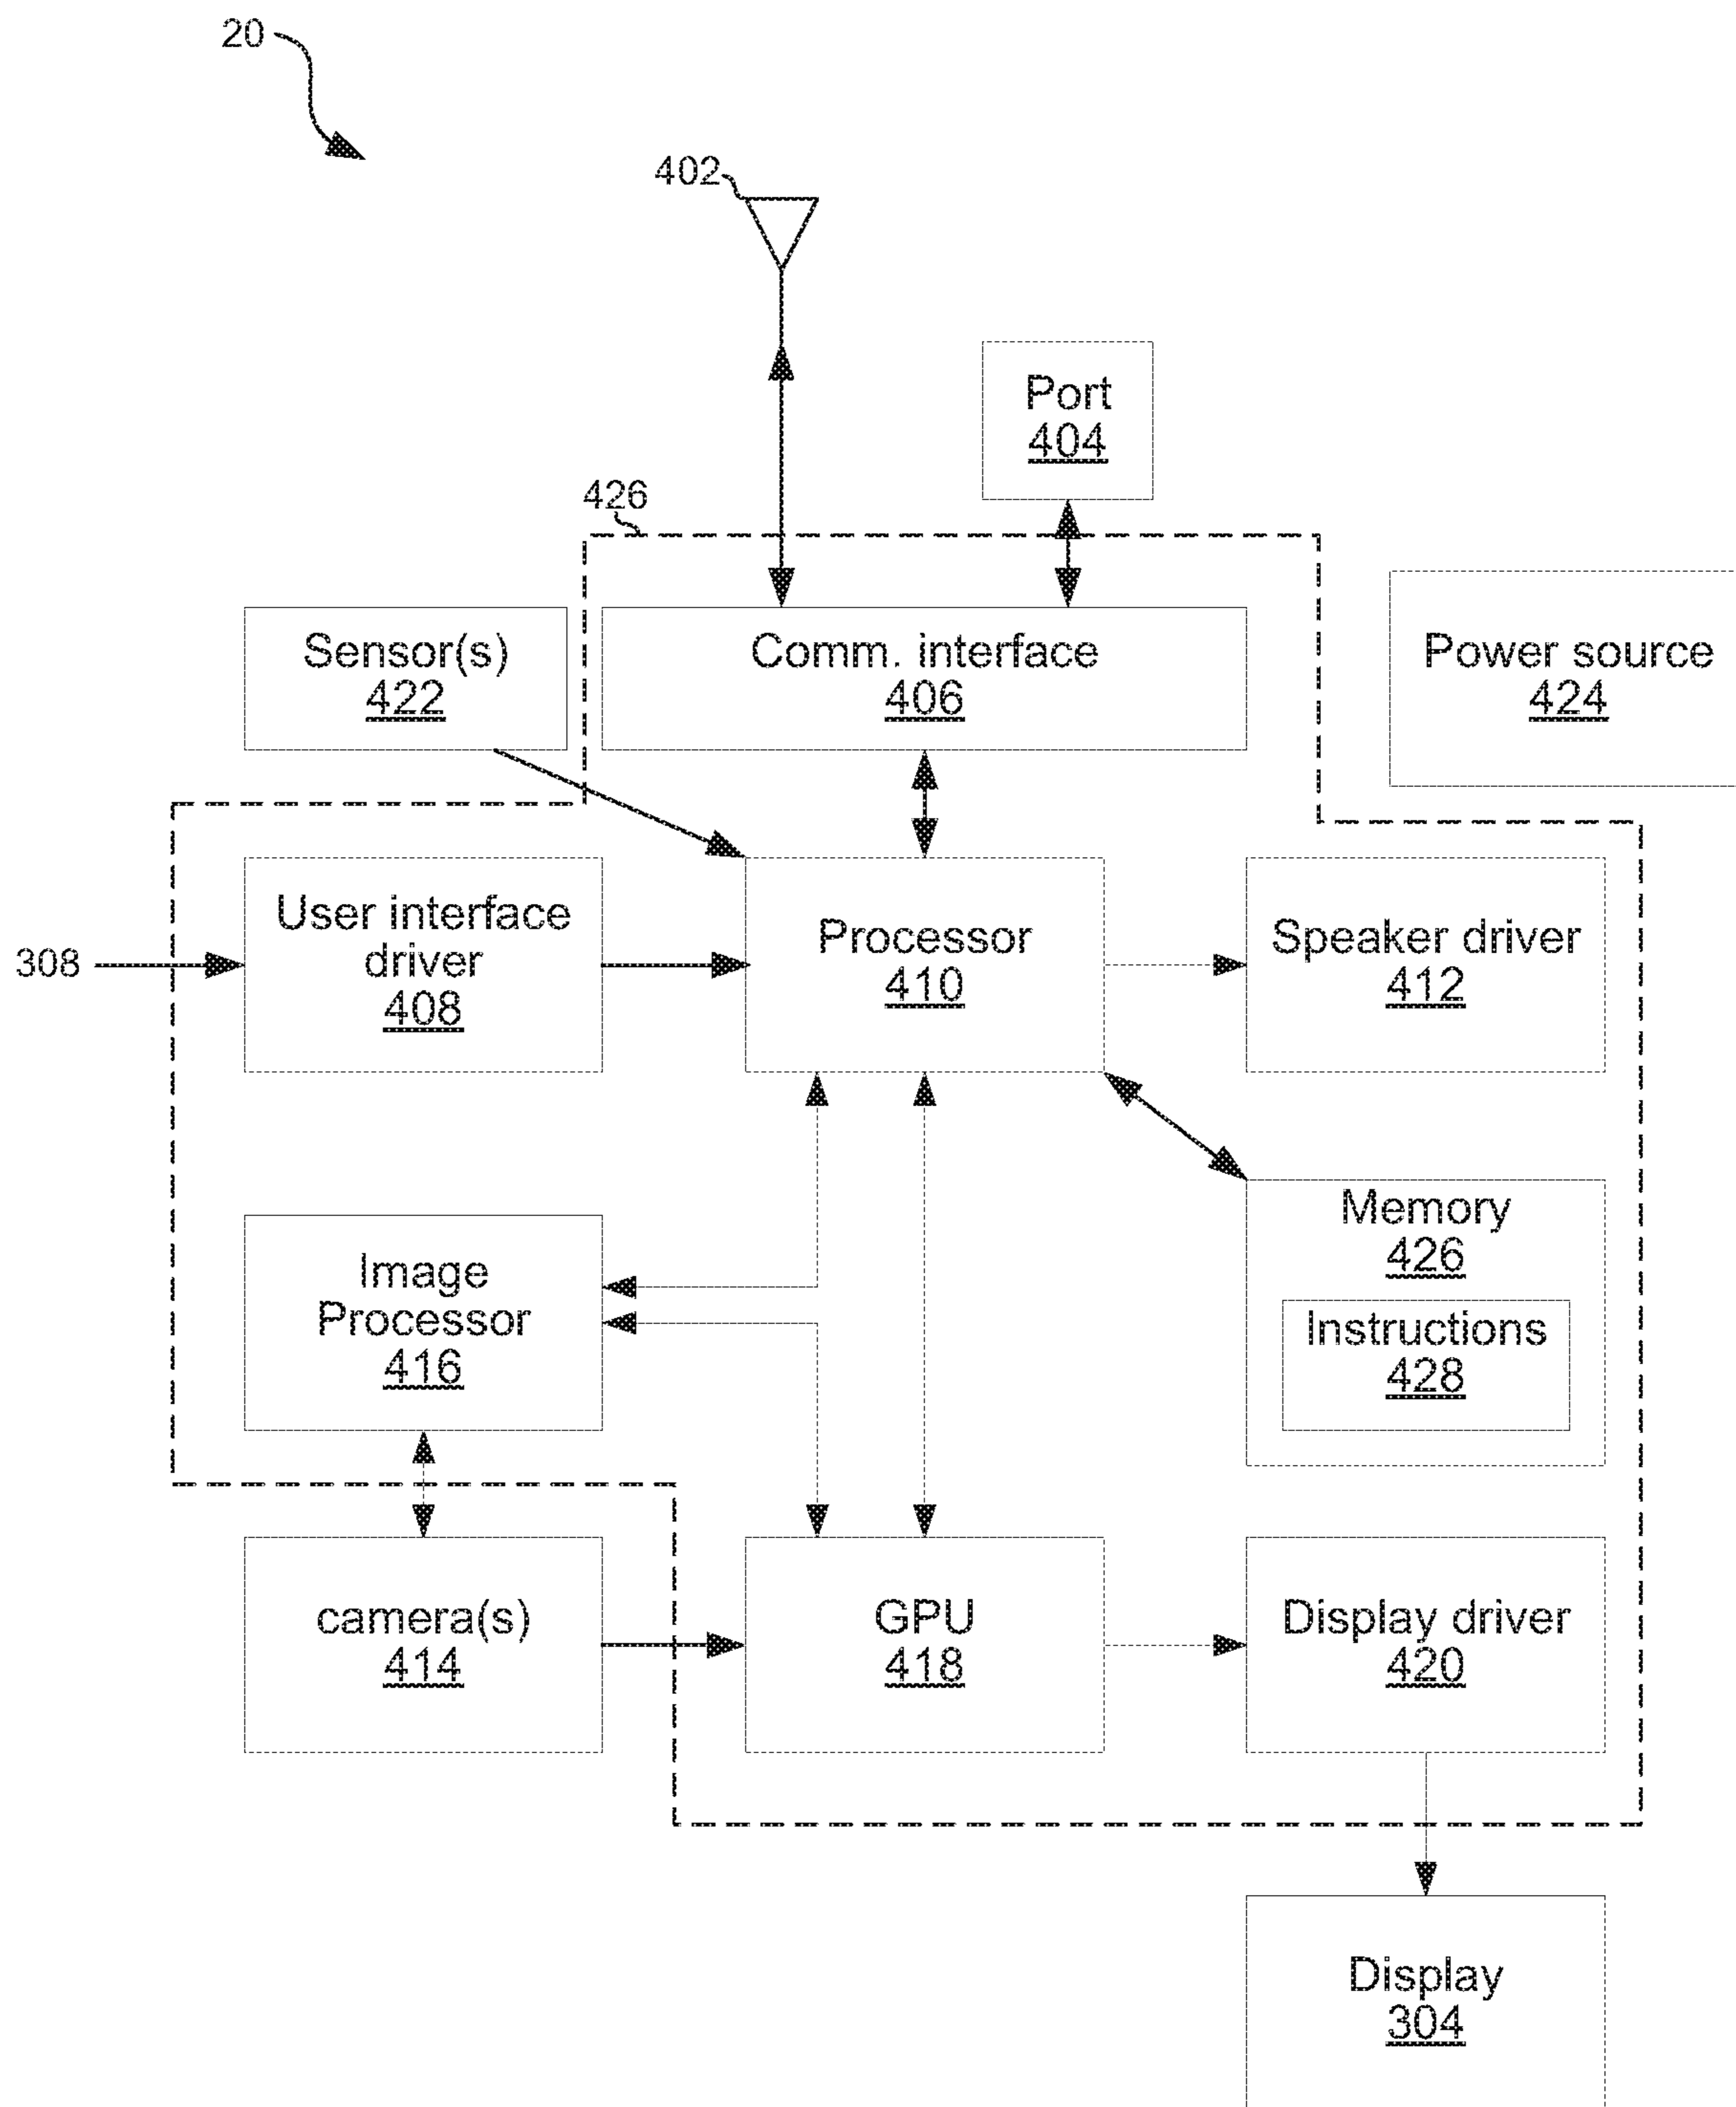 20
402
Port
404
426
Sensor(s)
422
Comm. interface
406
Power source
424
308
User interface
driver
408
Processor
410
Speaker driver
412
Image
Processor
416
Memory
426
Instructions
428
camera(s)
414
GPU
418
Display driver
420
Display
304